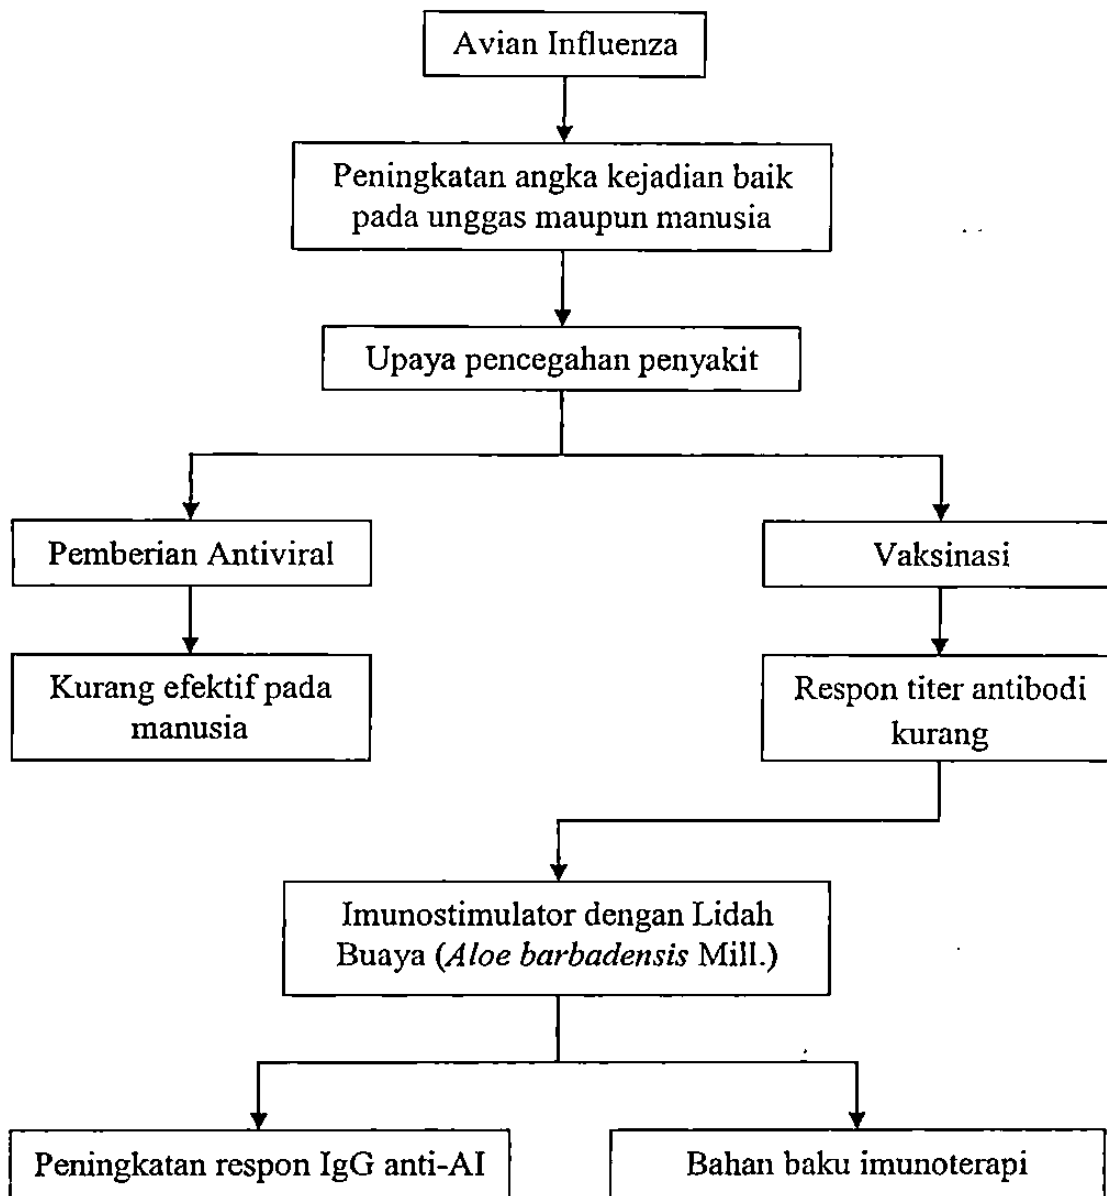 Avian Influenza
Peningkatan angka kejadian baik
pada unggas maupun manusia
Upaya pencegahan penyakit
Pemberian Antiviral
Vaksinasi
Kurang efektif pada
manusia
Respon titer antibodi
kurang
Imunostimulator dengan Lidah
Buaya (Aloe barbadensis Mill.)
Peningkatan respon IgG anti-AI
Bahan baku imunoterapi